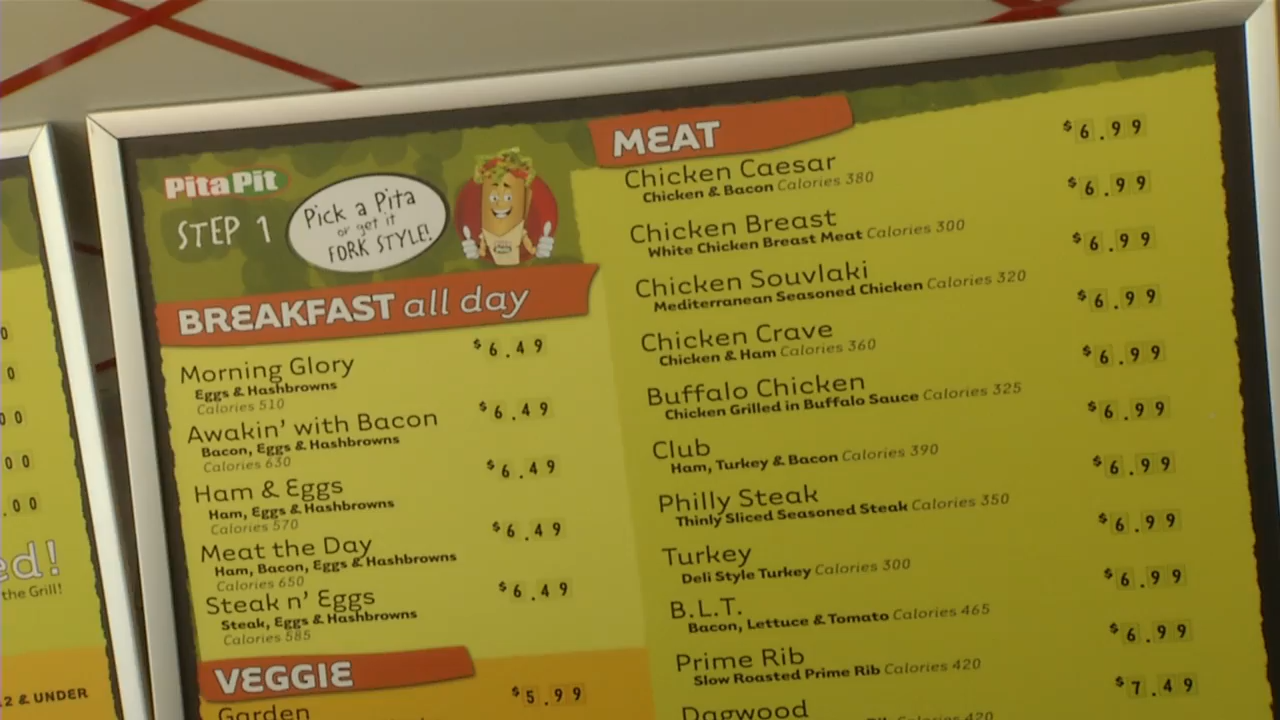 0
0
00
00
.00
ed!
the Grill!
2 & UNDER
Pita Pit
STEP 1
Pick a Pita
or get it
FORK STYLE!
BREAKFAST all day
Morning Glory $6.49
Eggs & Hashbrowns
Calories 510
Awakin' with Bacon $6.49
Bacon, Eggs & Hashbrowns
Calories 630
Ham & Eggs $6.49
Ham, Eggs & Hashbrowns
Calories 570
Meat the Day $6.49
Ham, Bacon, Eggs & Hashbrowns
Calories 650
Steak n' Eggs $6.49
Steak, Eggs & Hashbrowns
Calories 585
VEGGIE
Garden $5.99
MEAT
Chicken Caesar $6.99
Chicken & Bacon Calories 380
Chicken Breast $6.99
White Chicken Breast Meat Calories 300
Chicken Souvlaki $6.99
Mediterranean Seasoned Chicken Calories 320
Chicken Crave $6.99
Chicken & Ham Calories 360
Buffalo Chicken $6.99
Chicken Grilled in Buffalo Sauce Calories 325
Club $6.99
Ham, Turkey & Bacon Calories 390
Philly Steak $6.99
Thinly Sliced Seasoned Steak Calories 350
Turkey $6.99
Deli Style Turkey Calories 300
B.L.T. $6.99
Bacon, Lettuce & Tomato Calories 465
Prime Rib $6.99
Slow Roasted Prime Rib Calories 420
Dagwood $7.49
Calories 420